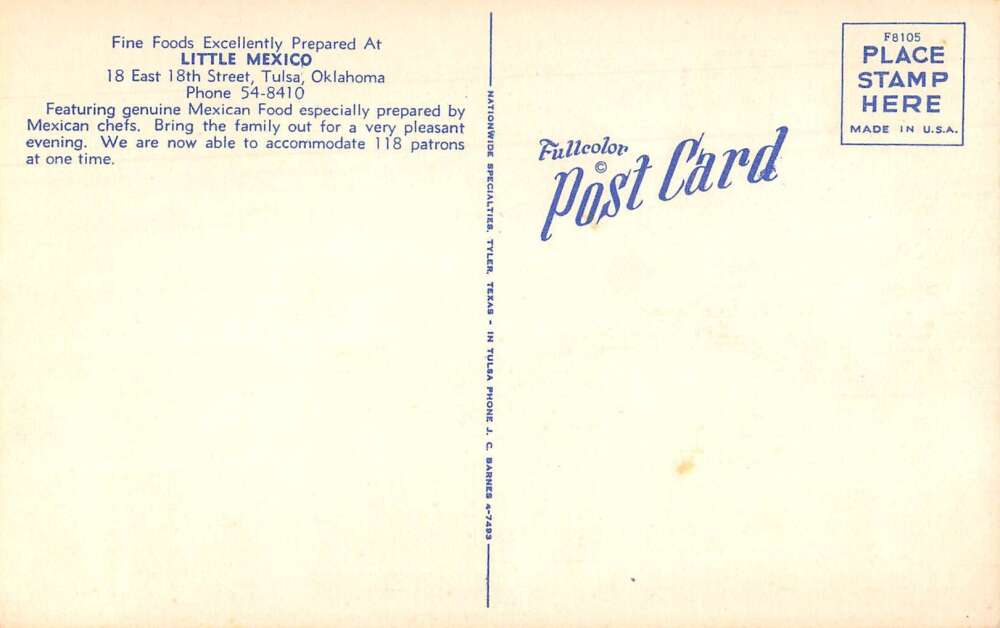 Fine Foods Excellently Prepared At
LITTLE MEXICO
18 East 18th Street, Tulsa, Oklahoma
Phone 54-8410
Featuring genuine Mexican Food especially prepared by
Mexican chefs. Bring the family out for a very pleasant
evening. We are now able to accommodate 118 patrons
at one time.
NATIONWIDE SPECIALTIES, TYLER, TEXAS - IN TULSA PHONE J. C. BARNES 4-7493
Fullcolor
©
Post Card
F8105
PLACE
STAMP
HERE
MADE IN U.S.A.